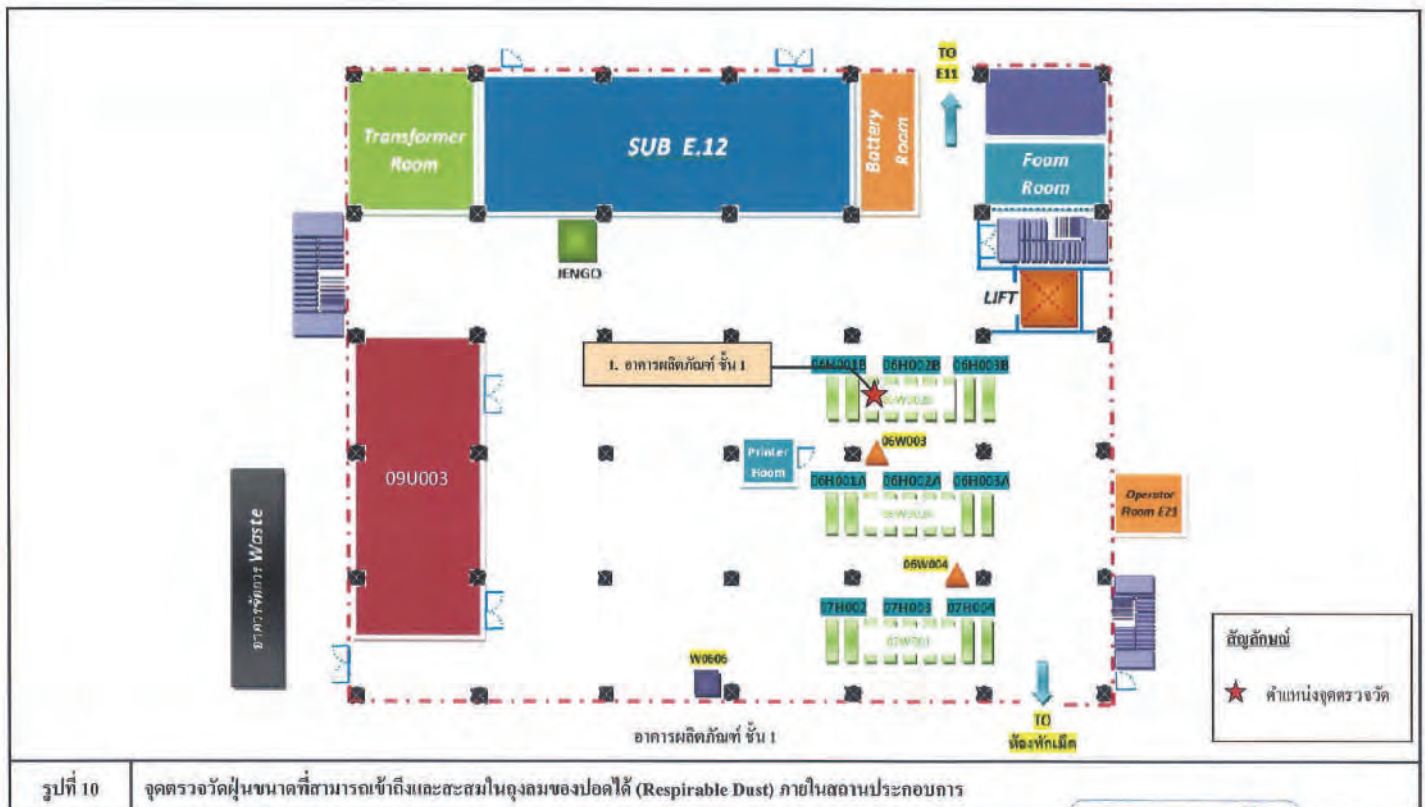 TO
E11
Transformer
Room
SUB E.12
Battery
Room
Foam
Room
JENGO
LIFT
1. อาคารผลิตภัณฑ์ ชั้น 1
06H001B 06H002B 06H003B
06W003
Printer
Room
09U003
06H001A 06H002A 06H003A
Operator
Room E21
อาคารจัดการ Waste
06W004
07H002 07H003 07H004
07W001
W0606
สัญลักษณ์
ตำแหน่งจุดตรวจวัด
TO
ห้องพักเม็ด
อาคารผลิตภัณฑ์ ชั้น 1
รูปที่ 10 จุดตรวจวัดฝุ่นขนาดที่สามารถเข้าถึงและสะสมในถุงลมของปอดได้ (Respirable Dust) ภายในสถานประกอบการ